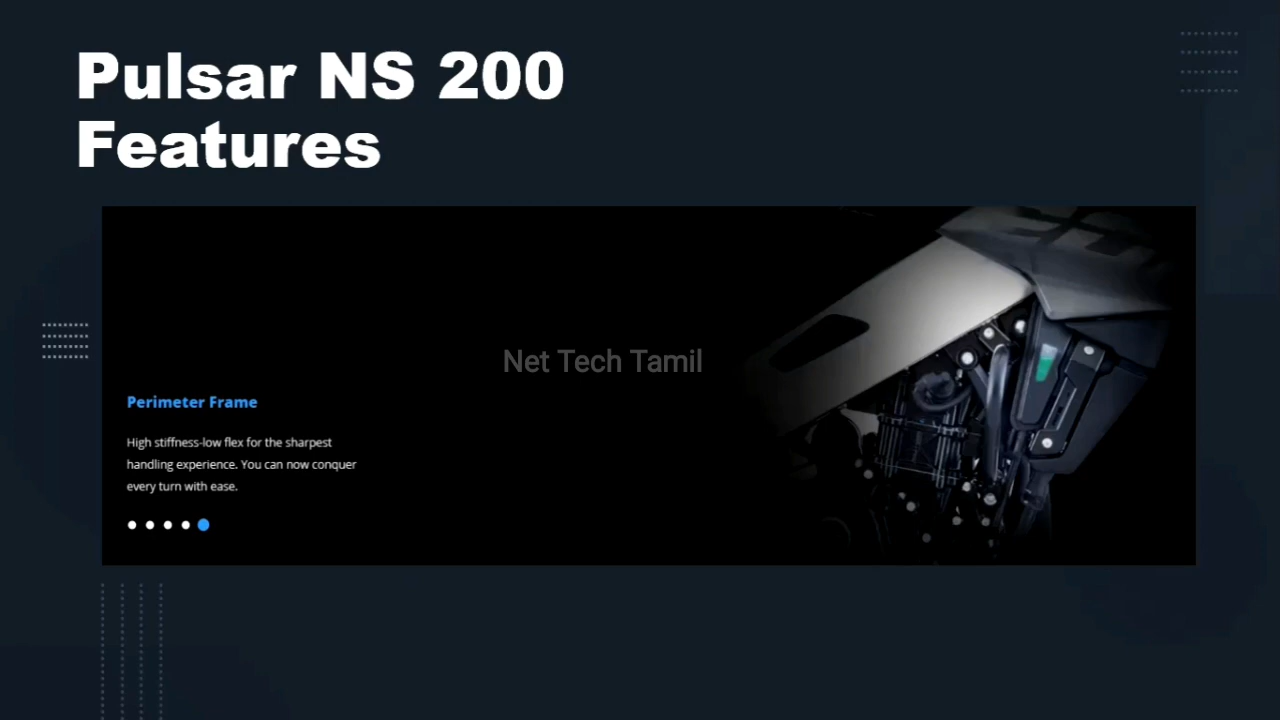 Pulsar NS 200
Features
Net Tech Tamil
Perimeter Frame
High stiffness-low flex for the sharpest
handling experience. You can now conquer
every turn with ease.